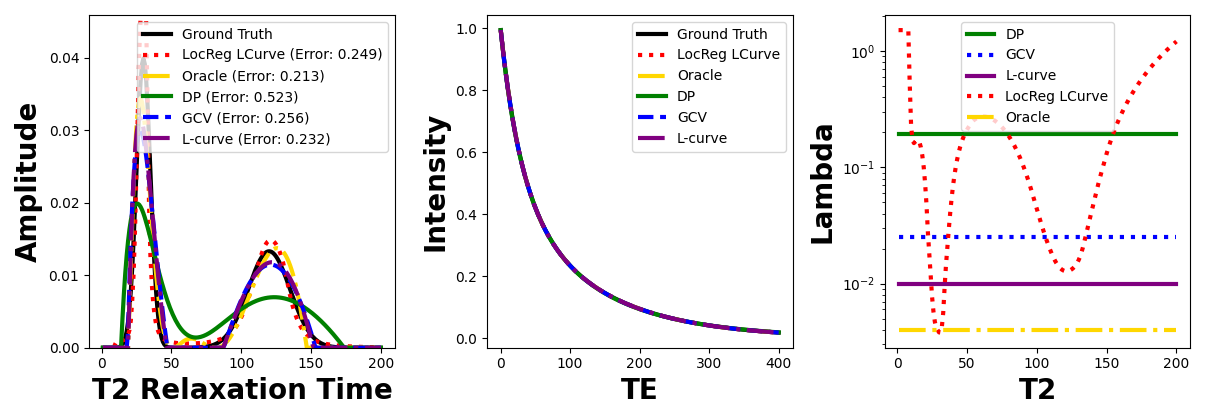 Amplitude
0.04
0.03
0.02
0.01
0.00
0
50
100
150
200
T2 Relaxation Time
Ground Truth
LocReg LCurve (Error: 0.249)
Oracle (Error: 0.213)
DP (Error: 0.523)
GCV (Error: 0.256)
L-curve (Error: 0.232)
Intensity
1.0
0.8
0.6
0.4
0.2
0.0
0
100
200
300
400
TE
Ground Truth
LocReg LCurve
Oracle
DP
GCV
L-curve
Lambda
10⁰
10⁻¹
10⁻²
0
50
100
150
200
T2
DP
GCV
L-curve
LocReg LCurve
Oracle